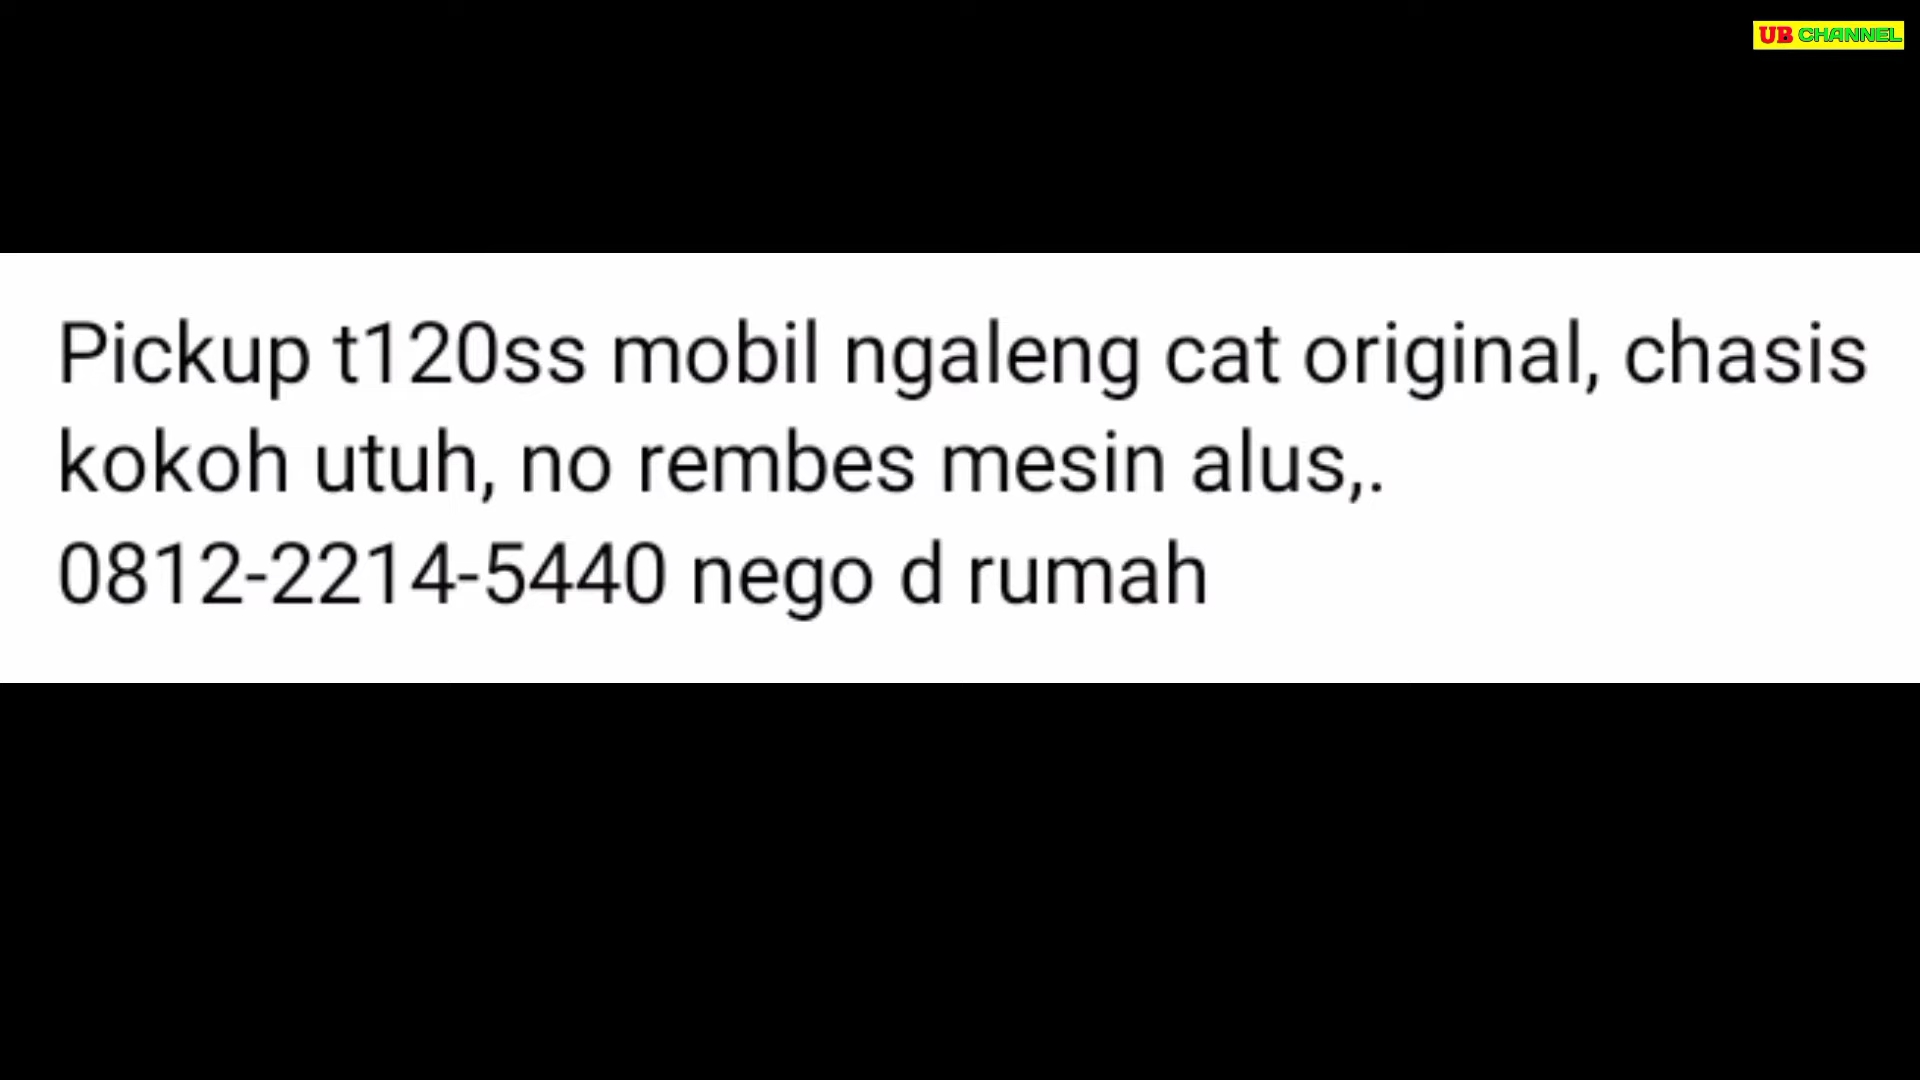 UB CHANNEL
Pickup t120ss mobil ngaleng cat original, chasis
kokoh utuh, no rembes mesin alus,.
0812-2214-5440 nego d rumah